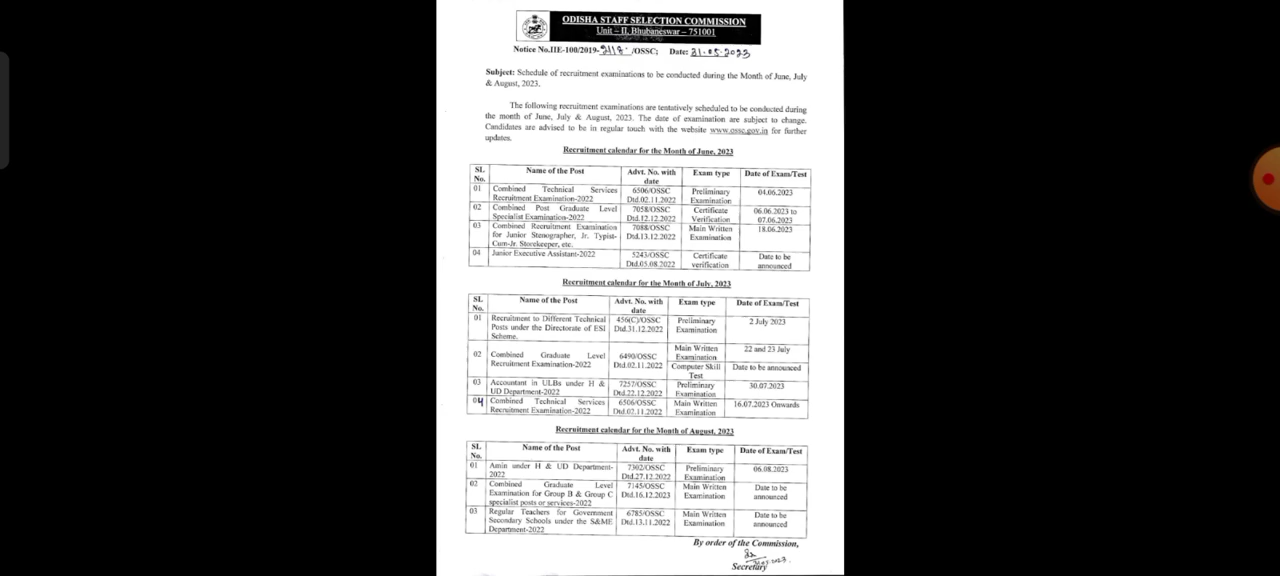 ODISHA STAFF SELECTION COMMISSION
Unit – II, Bhubaneswar – 751001
Notice No.IIE-100/2019- /OSSC; Date: 31.05.2023
Subject: Schedule of recruitment examinations to be conducted during the Month of June, July
& August, 2023.
The following recruitment examinations are tentatively scheduled to be conducted during
the month of June, July & August, 2023. The date of examination are subject to change.
Candidates are advised to be in regular touch with the website www.ossc.gov.in for further
updates.
Recruitment calendar for the Month of June, 2023
SL No. Name of the Post Advt. No. with date Exam type Date of Exam/Test
01 Combined Technical Services Recruitment Examination-2022 6506/OSSC Dtd.02.11.2022 Preliminary Examination 04.06.2023
02 Combined Post Graduate Level Specialist Examination-2022 7058/OSSC Dtd.12.12.2022 Certificate Verification 06.06.2023 to 07.06.2023
03 Combined Recruitment Examination for Junior Stenographer, Jr. Typist-Cum-Jr. Storekeeper, etc. 7088/OSSC Dtd.13.12.2022 Main Written Examination 18.06.2023
04 Junior Executive Assistant-2022 5243/OSSC Dtd.05.08.2022 Certificate verification Date to be announced
Recruitment calendar for the Month of July, 2023
SL No. Name of the Post Advt. No. with date Exam type Date of Exam/Test
01 Recruitment to Different Technical Posts under the Directorate of ESI Scheme. 456(C)/OSSC Dtd.31.12.2022 Preliminary Examination 2 July 2023
02 Combined Graduate Level Recruitment Examination-2022 6490/OSSC Dtd.02.11.2022 Main Written Examination 22 and 23 July
Computer Skill Test Date to be announced
03 Accountant in ULBs under H & UD Department-2022 7257/OSSC Dtd.22.12.2022 Preliminary Examination 30.07.2023
04 Combined Technical Services Recruitment Examination-2022 6506/OSSC Dtd.02.11.2022 Main Written Examination 16.07.2023 Onwards
Recruitment calendar for the Month of August, 2023
SL No. Name of the Post Advt. No. with date Exam type Date of Exam/Test
01 Amin under H & UD Department-2022 7302/OSSC Dtd.27.12.2022 Preliminary Examination 06.08.2023
02 Combined Graduate Level Examination for Group B & Group C specialist posts or services-2022 7145/OSSC Dtd.16.12.2023 Main Written Examination Date to be announced
03 Regular Teachers for Government Secondary Schools under the S&ME Department-2022 6785/OSSC Dtd.13.11.2022 Main Written Examination Date to be announced
By order of the Commission,
Secretary